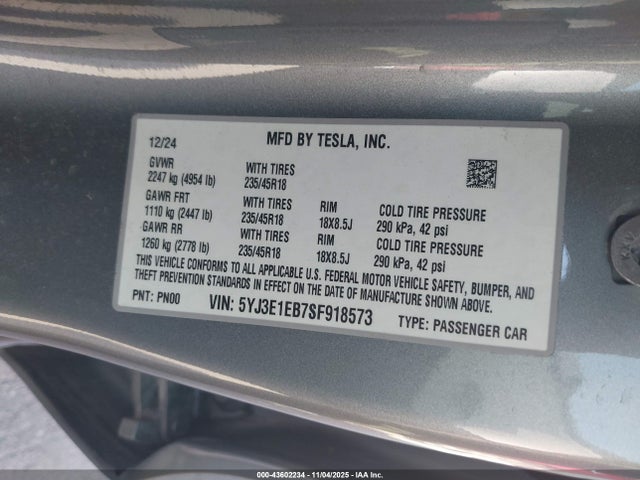 12/24 MFD BY TESLA, INC.
GVWR WITH TIRES
2247 kg (4954 lb) 235/45R18
GAWR FRT WITH TIRES RIM COLD TIRE PRESSURE
1110 kg (2447 lb) 235/45R18 18X8.5J 290 kPa, 42 psi
GAWR RR WITH TIRES RIM COLD TIRE PRESSURE
1260 kg (2778 lb) 235/45R18 18X8.5J 290 kPa, 42 psi
THIS VEHICLE CONFORMS TO ALL APPLICABLE U.S. FEDERAL MOTOR VEHICLE SAFETY, BUMPER, AND
THEFT PREVENTION STANDARDS IN EFFECT ON THE DATE OF MANUFACTURE SHOWN ABOVE.
PNT: PN00 VIN: 5YJ3E1EB7SF918573 TYPE: PASSENGER CAR
000-43602234 - 11/04/2025 - IAA Inc.